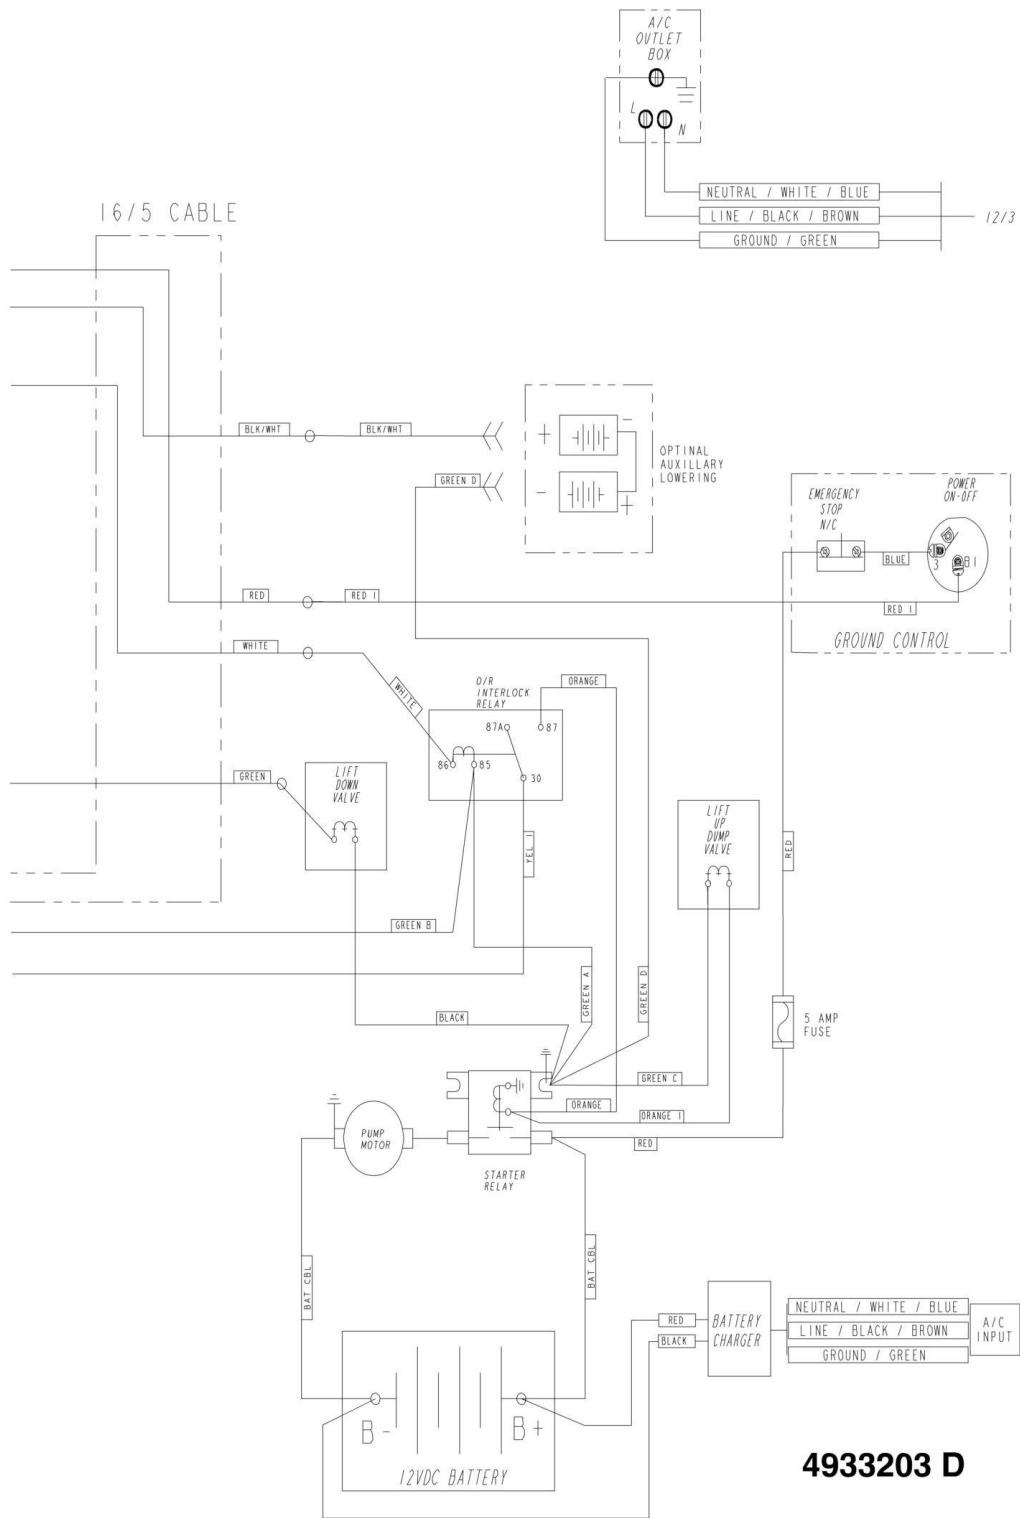 A/C
OUTLET
BOX
L
N
NEUTRAL / WHITE / BLUE
LINE / BLACK / BROWN
GROUND / GREEN
12/3
16/5 CABLE
BLK/WHT
BLK/WHT
GREEN D
+
-
-
+
OPTINAL
AUXILLARY
LOWERING
EMERGENCY
STOP
N/C
POWER
ON-OFF
BLUE
3
B1
RED 1
GROUND CONTROL
RED
RED 1
WHITE
WHITE
O/R
INTERLOCK
RELAY
ORANGE
87A
87
86
85
30
GREEN
LIFT
DOWN
VALVE
YEL 1
LIFT
UP
DUMP
VALVE
RED
GREEN B
GREEN A
GREEN D
BLACK
5 AMP
FUSE
GREEN C
ORANGE
ORANGE 1
RED
PUMP
MOTOR
STARTER
RELAY
BAT CBL
BAT CBL
RED
BLACK
BATTERY
CHARGER
NEUTRAL / WHITE / BLUE
LINE / BLACK / BROWN
GROUND / GREEN
A/C
INPUT
B -
B +
12VDC BATTERY
4933203 D